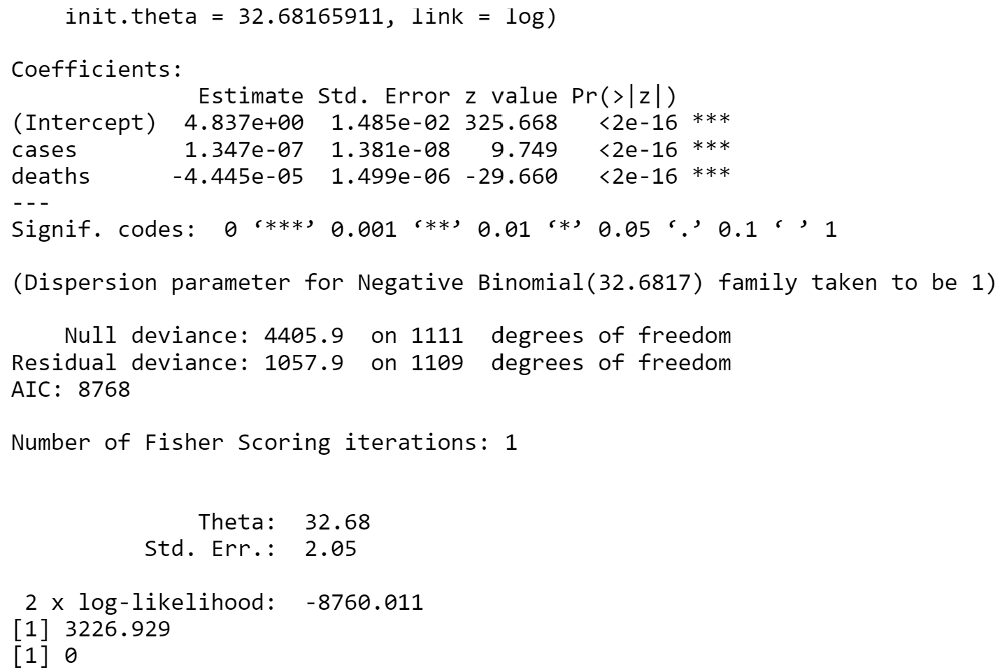 init.theta = 32.68165911, link = log)
Coefficients:
Estimate Std. Error z value Pr(>|z|)
(Intercept) 4.837e+00 1.485e-02 325.668 <2e-16 ***
cases 1.347e-07 1.381e-08 9.749 <2e-16 ***
deaths -4.445e-05 1.499e-06 -29.660 <2e-16 ***
---
Signif. codes: 0 ‘***’ 0.001 ‘**’ 0.01 ‘*’ 0.05 ‘.’ 0.1 ‘ ’ 1
(Dispersion parameter for Negative Binomial(32.6817) family taken to be 1)
Null deviance: 4405.9 on 1111 degrees of freedom
Residual deviance: 1057.9 on 1109 degrees of freedom
AIC: 8768
Number of Fisher Scoring iterations: 1
Theta: 32.68
Std. Err.: 2.05
2 x log-likelihood: -8760.011
[1] 3226.929
[1] 0